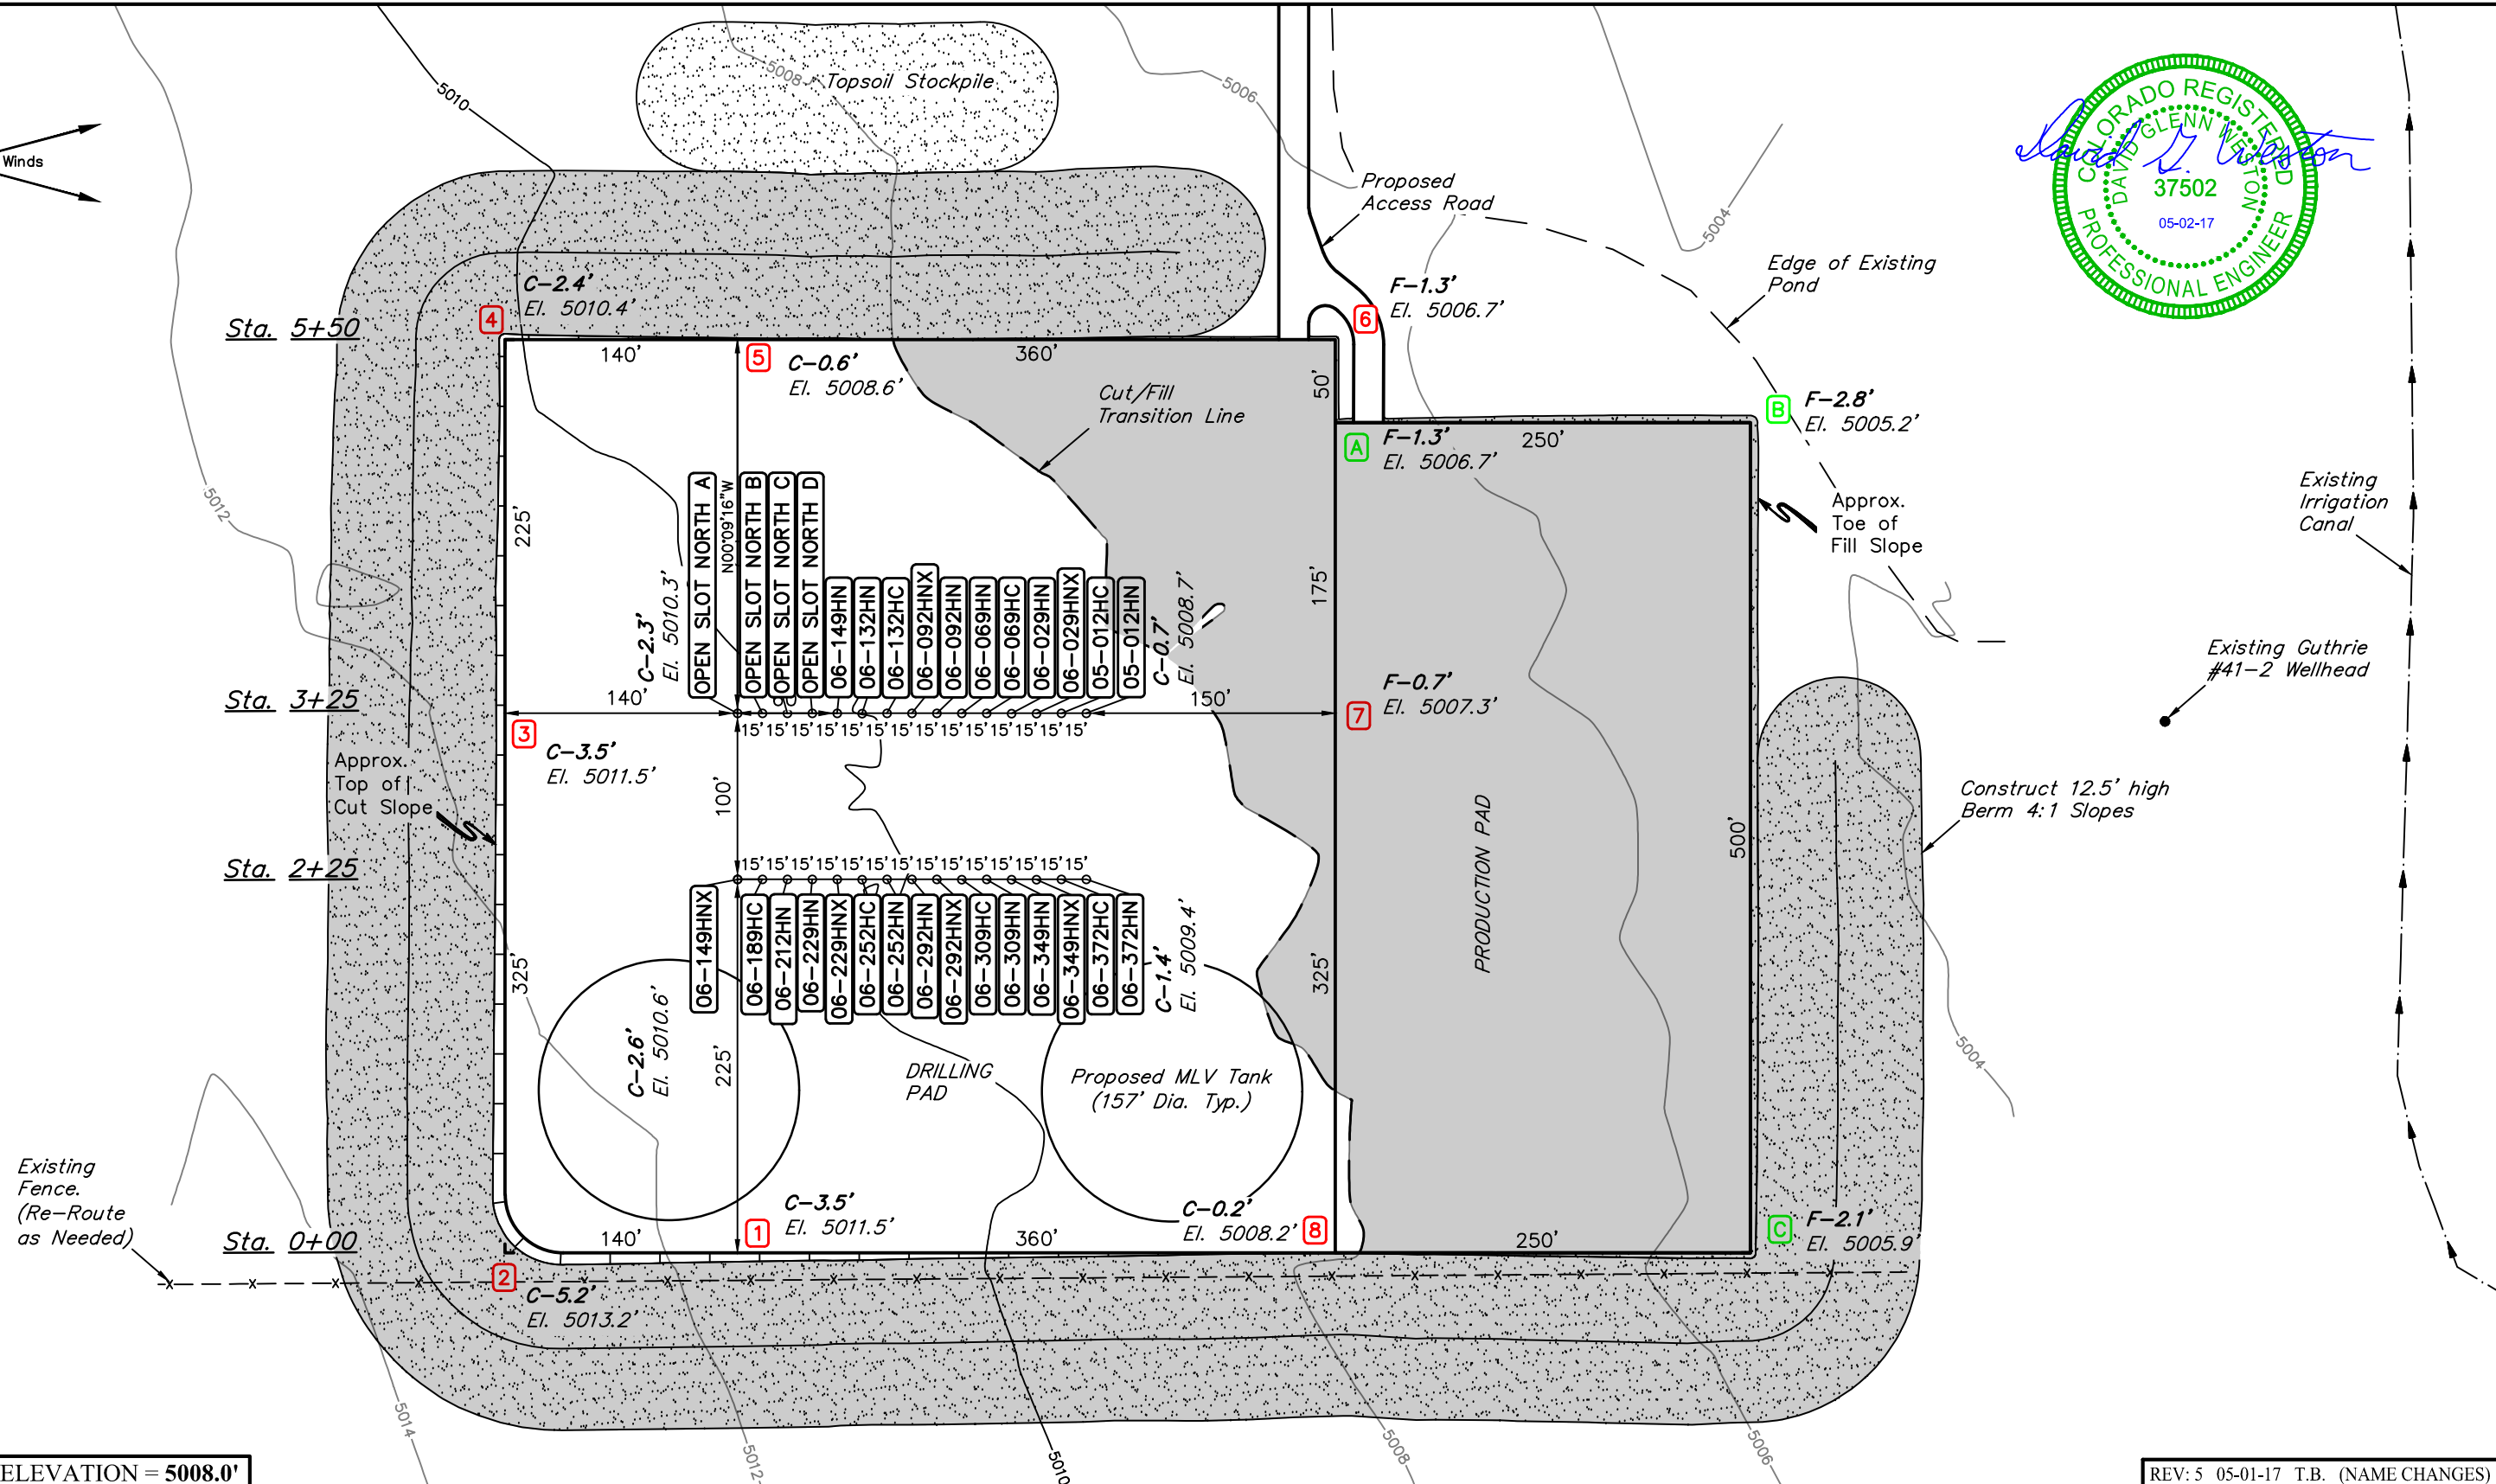 Winds
5010
5008
Topsoil Stockpile
5006
Proposed
Access Road
5004
COLORADO REGISTERED
DAVID GLENN WESTON
37502
05-02-17
PROFESSIONAL ENGINEER
David G. Weston
Edge of Existing
Pond
C-2.4'
El. 5010.4'
4
Sta. 5+50
F-1.3'
El. 5006.7'
6
140'
5
C-0.6'
El. 5008.6'
360'
50'
Cut/Fill
Transition Line
B
F-2.8'
El. 5005.2'
A
F-1.3'
El. 5006.7'
250'
5012
225'
N00°09'16"W
Approx.
Toe of
Fill Slope
Existing
Irrigation
Canal
C-2.3'
El. 5010.3'
OPEN SLOT NORTH A
OPEN SLOT NORTH B
OPEN SLOT NORTH C
OPEN SLOT NORTH D
06-149HN
06-132HN
06-132HC
06-092HNX
06-092HN
06-069HN
06-069HC
06-029HN
06-029HNX
05-012HC
05-012HN
C-0.7'
El. 5008.7'
175'
Existing Guthrie
#41-2 Wellhead
Sta. 3+25
140'
150'
3
C-3.5'
El. 5011.5'
15' 15' 15' 15' 15' 15' 15' 15' 15' 15' 15' 15' 15' 15'
7
F-0.7'
El. 5007.3'
Approx.
Top of
Cut Slope
100'
PRODUCTION PAD
500'
Construct 12.5' high
Berm 4:1 Slopes
Sta. 2+25
15' 15' 15' 15' 15' 15' 15' 15' 15' 15' 15' 15' 15' 15'
06-149HNX
06-189HC
06-212HN
06-229HN
06-229HNX
06-252HC
06-252HN
06-292HN
06-292HNX
06-309HC
06-309HN
06-349HN
06-349HNX
06-372HC
06-372HN
C-1.4'
El. 5009.4'
325'
325'
C-2.6'
El. 5010.6'
225'
DRILLING
PAD
Proposed MLV Tank
(157' Dia. Typ.)
5004
Existing
Fence.
(Re-Route
as Needed)
Sta. 0+00
140'
1
C-3.5'
El. 5011.5'
360'
C-0.2'
El. 5008.2'
8
250'
C
F-2.1'
El. 5005.9'
2
C-5.2'
El. 5013.2'
5014
5012
5010
5008
5006
ELEVATION = 5008.0'
REV: 5 05-01-17 T.B. (NAME CHANGES)